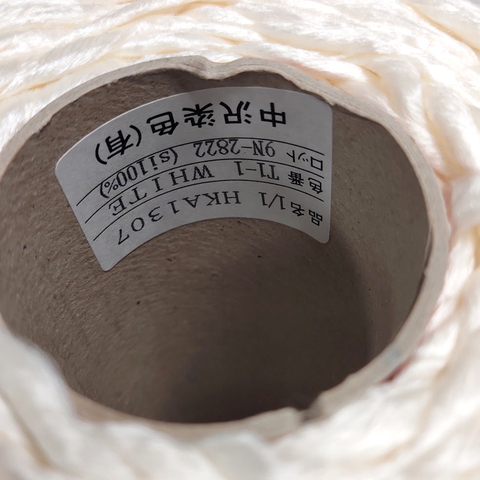 品名 1/1 HKA1307
色番 T1-1 WHITE
ロット 9N-2822 (si100%)
中沢染色(有)